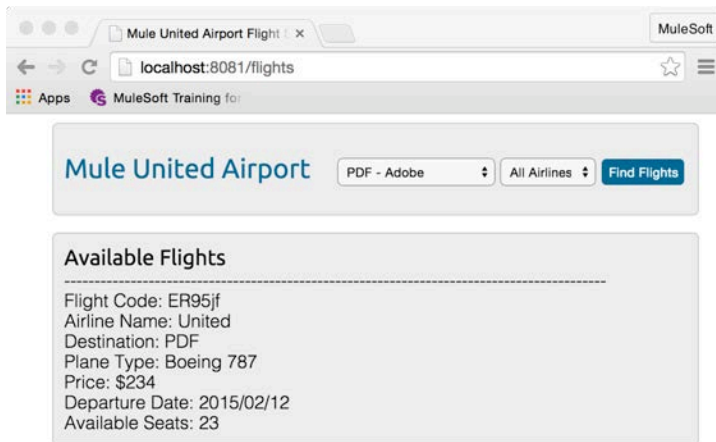 Mule United Airport Flight
MuleSoft
localhost:8081/flights
Apps MuleSoft Training for
Mule United Airport PDF - Adobe All Airlines Find Flights
Available Flights
-----------------------------------------------------------------------------------------
Flight Code: ER95jf
Airline Name: United
Destination: PDF
Plane Type: Boeing 787
Price: $234
Departure Date: 2015/02/12
Available Seats: 23